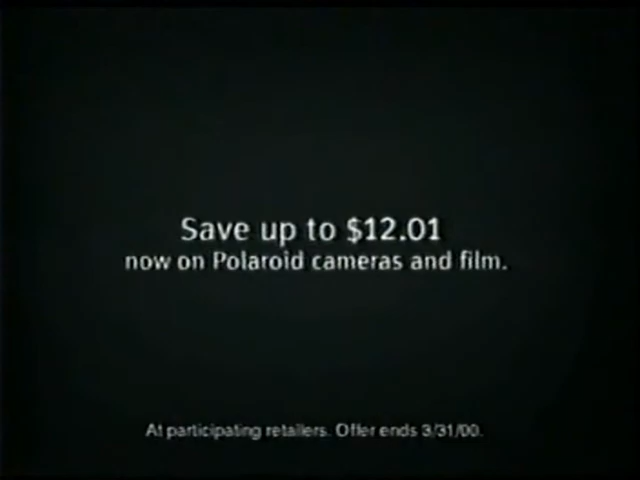 Save up to $12.01
now on Polaroid cameras and film.
At participating retailers. Offer ends 3/31/00.